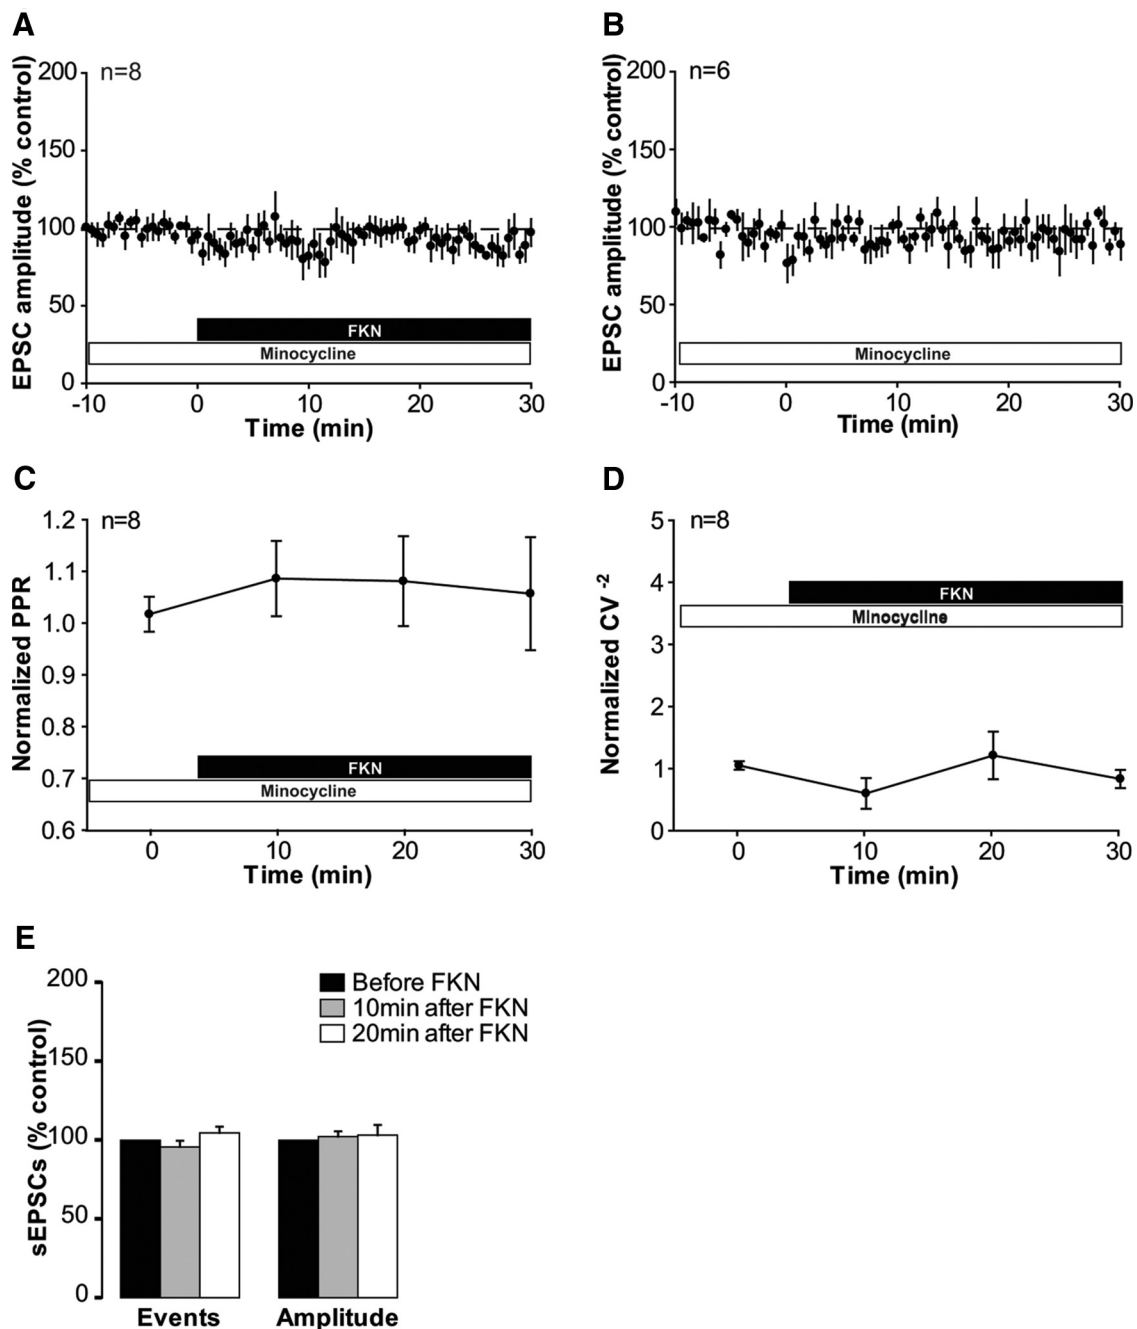 A
n=8
EPSC amplitude (% control)
200
150
100
50
0
FKN
Minocycline
-10
0
10
20
30
Time (min)
B
n=6
EPSC amplitude (% control)
200
150
100
50
0
Minocycline
-10
0
10
20
30
Time (min)
C
n=8
Normalized PPR
1.2
1.1
1.0
0.9
0.8
0.7
0.6
FKN
Minocycline
0
10
20
30
Time (min)
D
n=8
Normalized CV -2
5
4
3
2
1
0
FKN
Minocycline
0
10
20
30
Time (min)
E
sEPSCs (% control)
200
150
100
50
0
Before FKN
10min after FKN
20min after FKN
Events
Amplitude